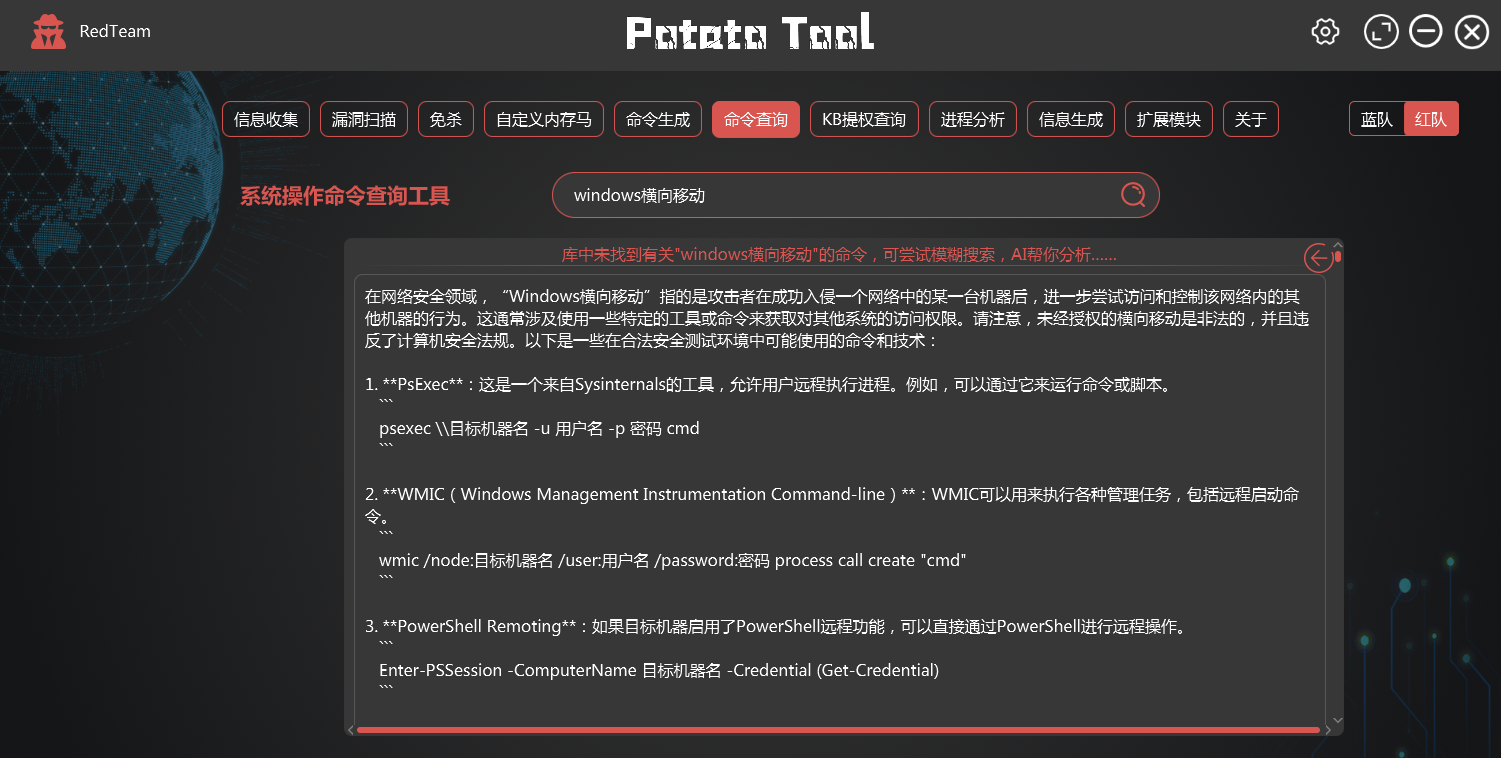 RedTeam
Potato Tool
信息收集
漏洞扫描
免杀
自定义内存马
命令生成
命令查询
KB提权查询
进程分析
信息生成
扩展模块
关于
蓝队
红队
系统操作命令查询工具
windows横向移动
库中未找到有关"windows横向移动"的命令，可尝试模糊搜索，AI帮你分析......
在网络安全领域，“Windows横向移动”指的是攻击者在成功入侵一个网络中的某一台机器后，进一步尝试访问和控制该网络内的其
他机器的行为。这通常涉及使用一些特定的工具或命令来获取对其他系统的访问权限。请注意，未经授权的横向移动是非法的，并且违
反了计算机安全法规。以下是一些在合法安全测试环境中可能使用的命令和技术：
1. **PsExec**：这是一个来自Sysinternals的工具，允许用户远程执行进程。例如，可以通过它来运行命令或脚本。
```
psexec \\目标机器名 -u 用户名 -p 密码 cmd
```
2. **WMIC（Windows Management Instrumentation Command-line）**：WMIC可以用来执行各种管理任务，包括远程启动命
令。
```
wmic /node:目标机器名 /user:用户名 /password:密码 process call create "cmd"
```
3. **PowerShell Remoting**：如果目标机器启用了PowerShell远程功能，可以直接通过PowerShell进行远程操作。
```
Enter-PSSession -ComputerName 目标机器名 -Credential (Get-Credential)
```